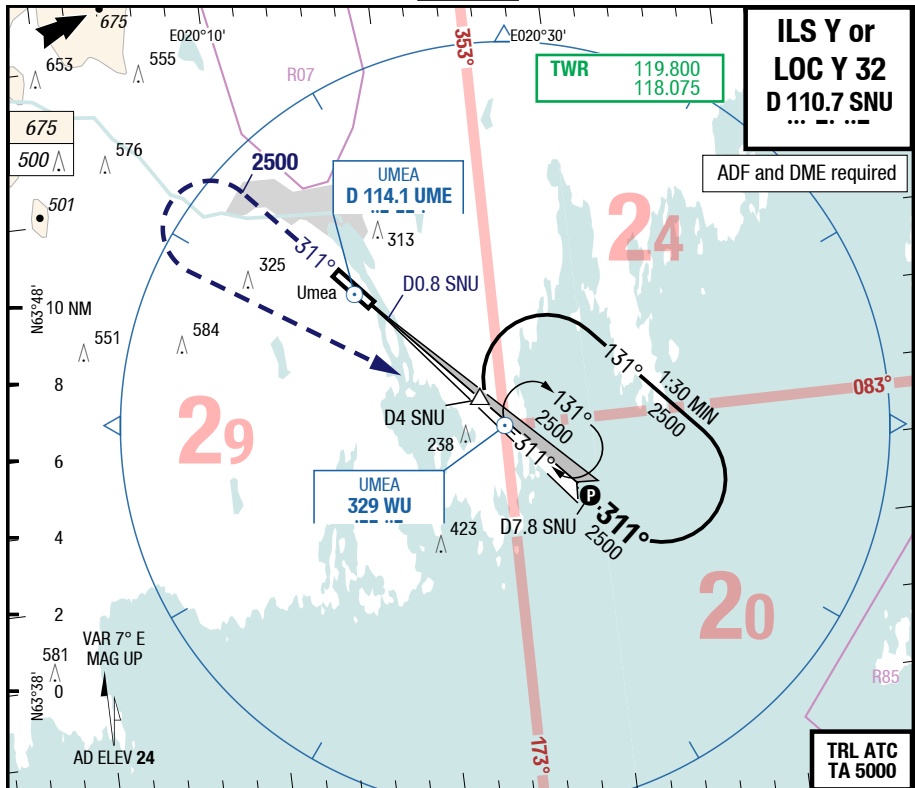 675
E020°10'
E020°30'
353°
ILS Y or
LOC Y 32
D 110.7 SNU
TWR 119.800
118.075
653
555
R07
675
500
576
2500
UMEA
D 114.1 UME
ADF and DME required
24
501
313
311°
325
Umea
D0.8 SNU
N63°48'
10 NM
551
584
131°
1:30 MIN
2500
083°
8
D4 SNU
131°
2500
29
238
311°
6
UMEA
329 WU
P
D7.8 SNU
311°
2500
423
4
20
2
VAR 7° E
MAG UP
581
N63°38'
0
R85
173°
AD ELEV 24
TRL ATC
TA 5000